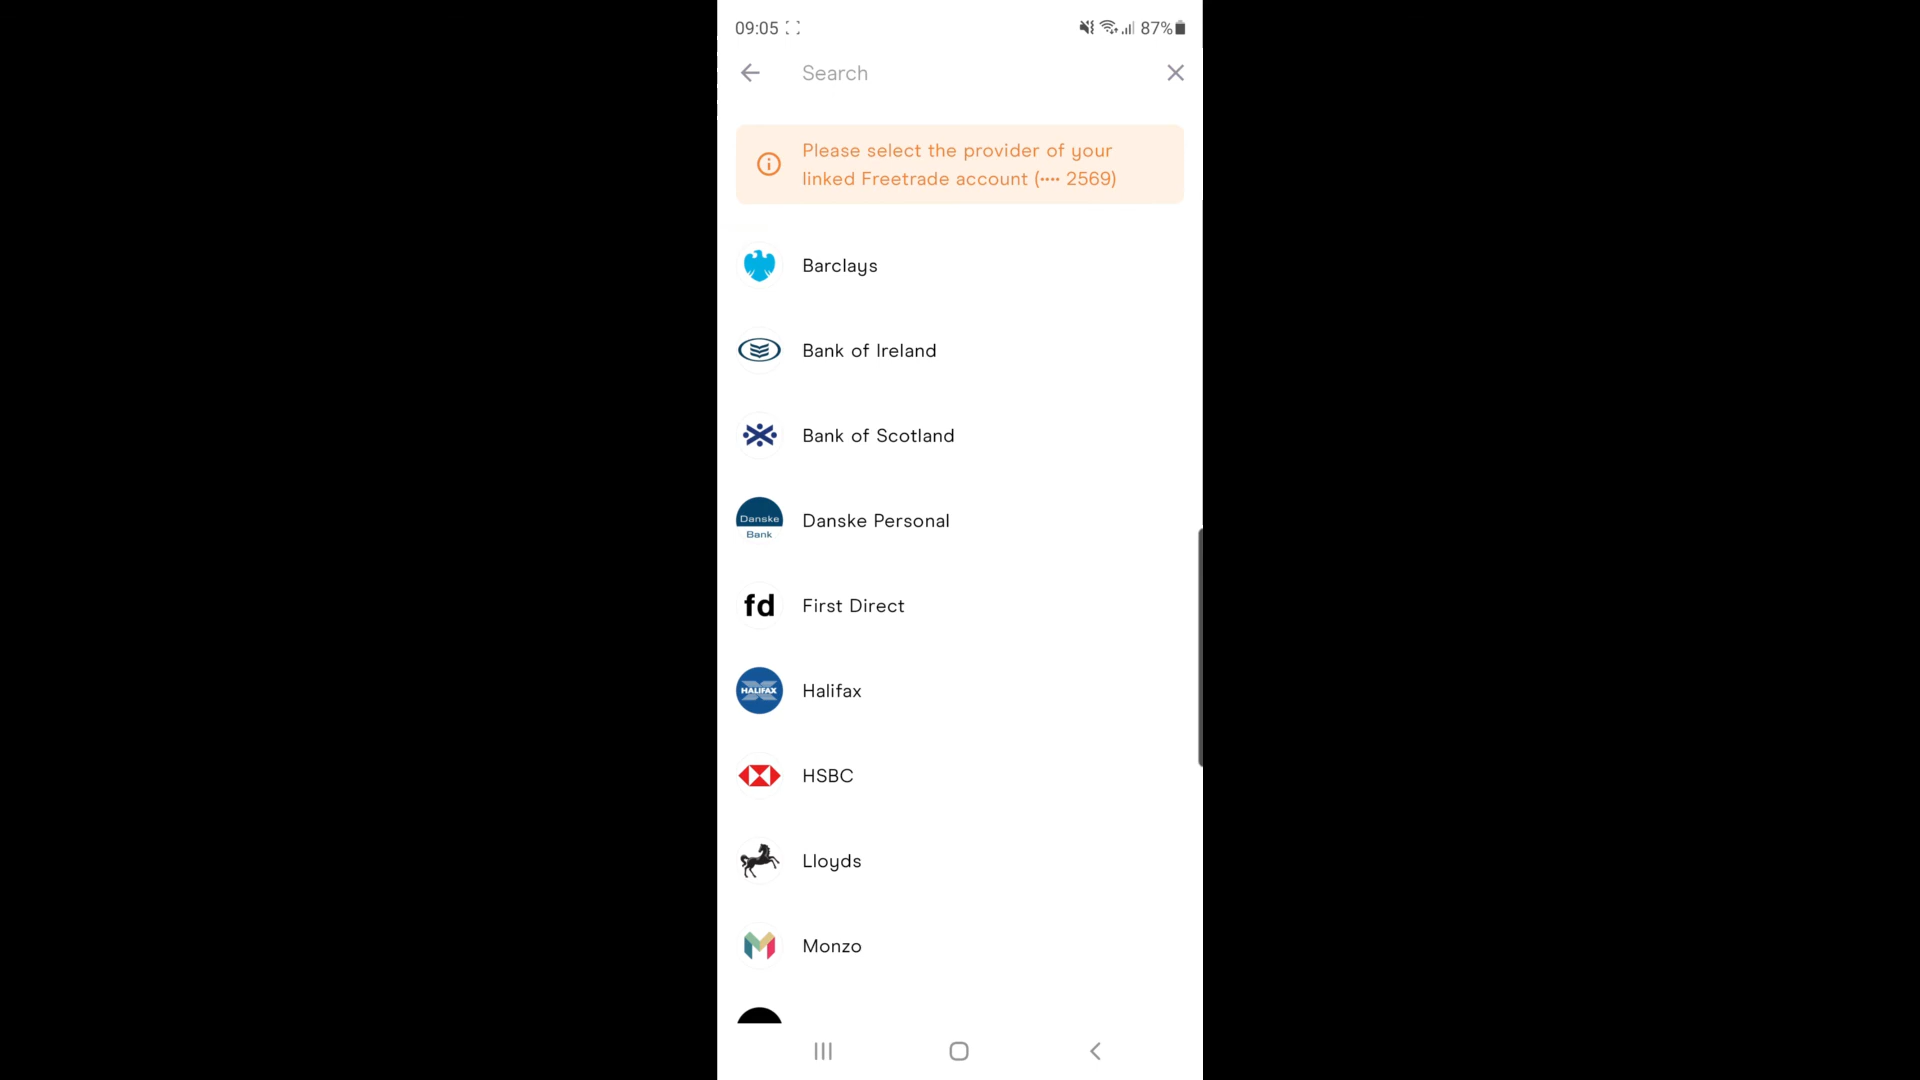 09:05 87%
Search
Please select the provider of your
linked Freetrade account (•••• 2569)
Barclays
Bank of Ireland
Bank of Scotland
Danske
Bank
Danske Personal
fd
First Direct
HALIFAX
Halifax
HSBC
Lloyds
Monzo